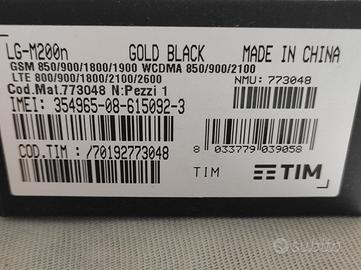 LG-M200n GOLD BLACK MADE IN CHINA
GSM 850/900/1800/1900 WCDMA 850/900/2100
LTE 800/900/1800/2100/2600 NMU: 773048
Cod.Mat.773048 N:Pezzi 1
IMEI: 354965-08-615092-3
COD.TIM : /70192773048
8 033779 039058
TIM TIM
subito